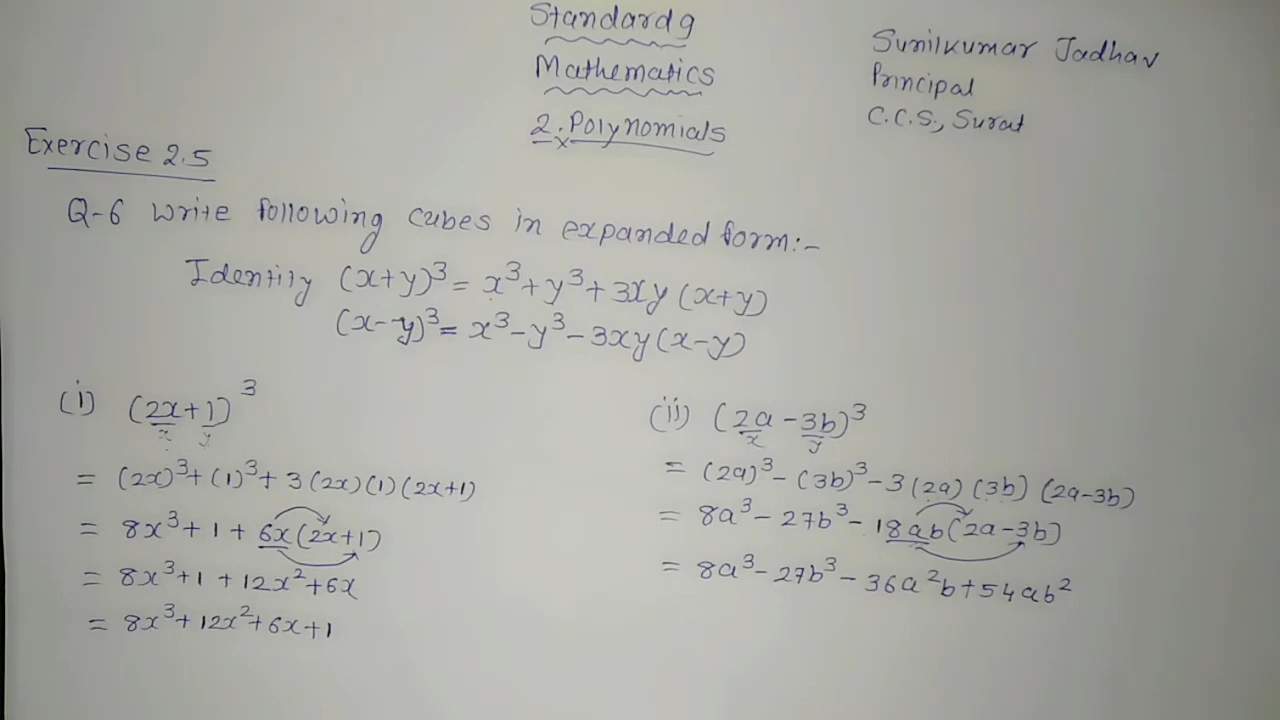 Standard 9
Mathematics
2. Polynomials
Sunilkumar Jadhav
Principal
C.C.S., Surat
Exercise 2.5
Q-6 Write following cubes in expanded form:-
Identity (x+y)³ = x³+y³+3xy(x+y)
(x-y)³ = x³-y³-3xy(x-y)
(i) (2x+1)³
x y
= (2x)³+(1)³+3(2x)(1)(2x+1)
= 8x³+1+6x(2x+1)
= 8x³+1+12x²+6x
= 8x³+12x²+6x+1
(ii) (2a-3b)³
x y
= (2a)³-(3b)³-3(2a)(3b)(2a-3b)
= 8a³-27b³-18ab(2a-3b)
= 8a³-27b³-36a²b+54ab²